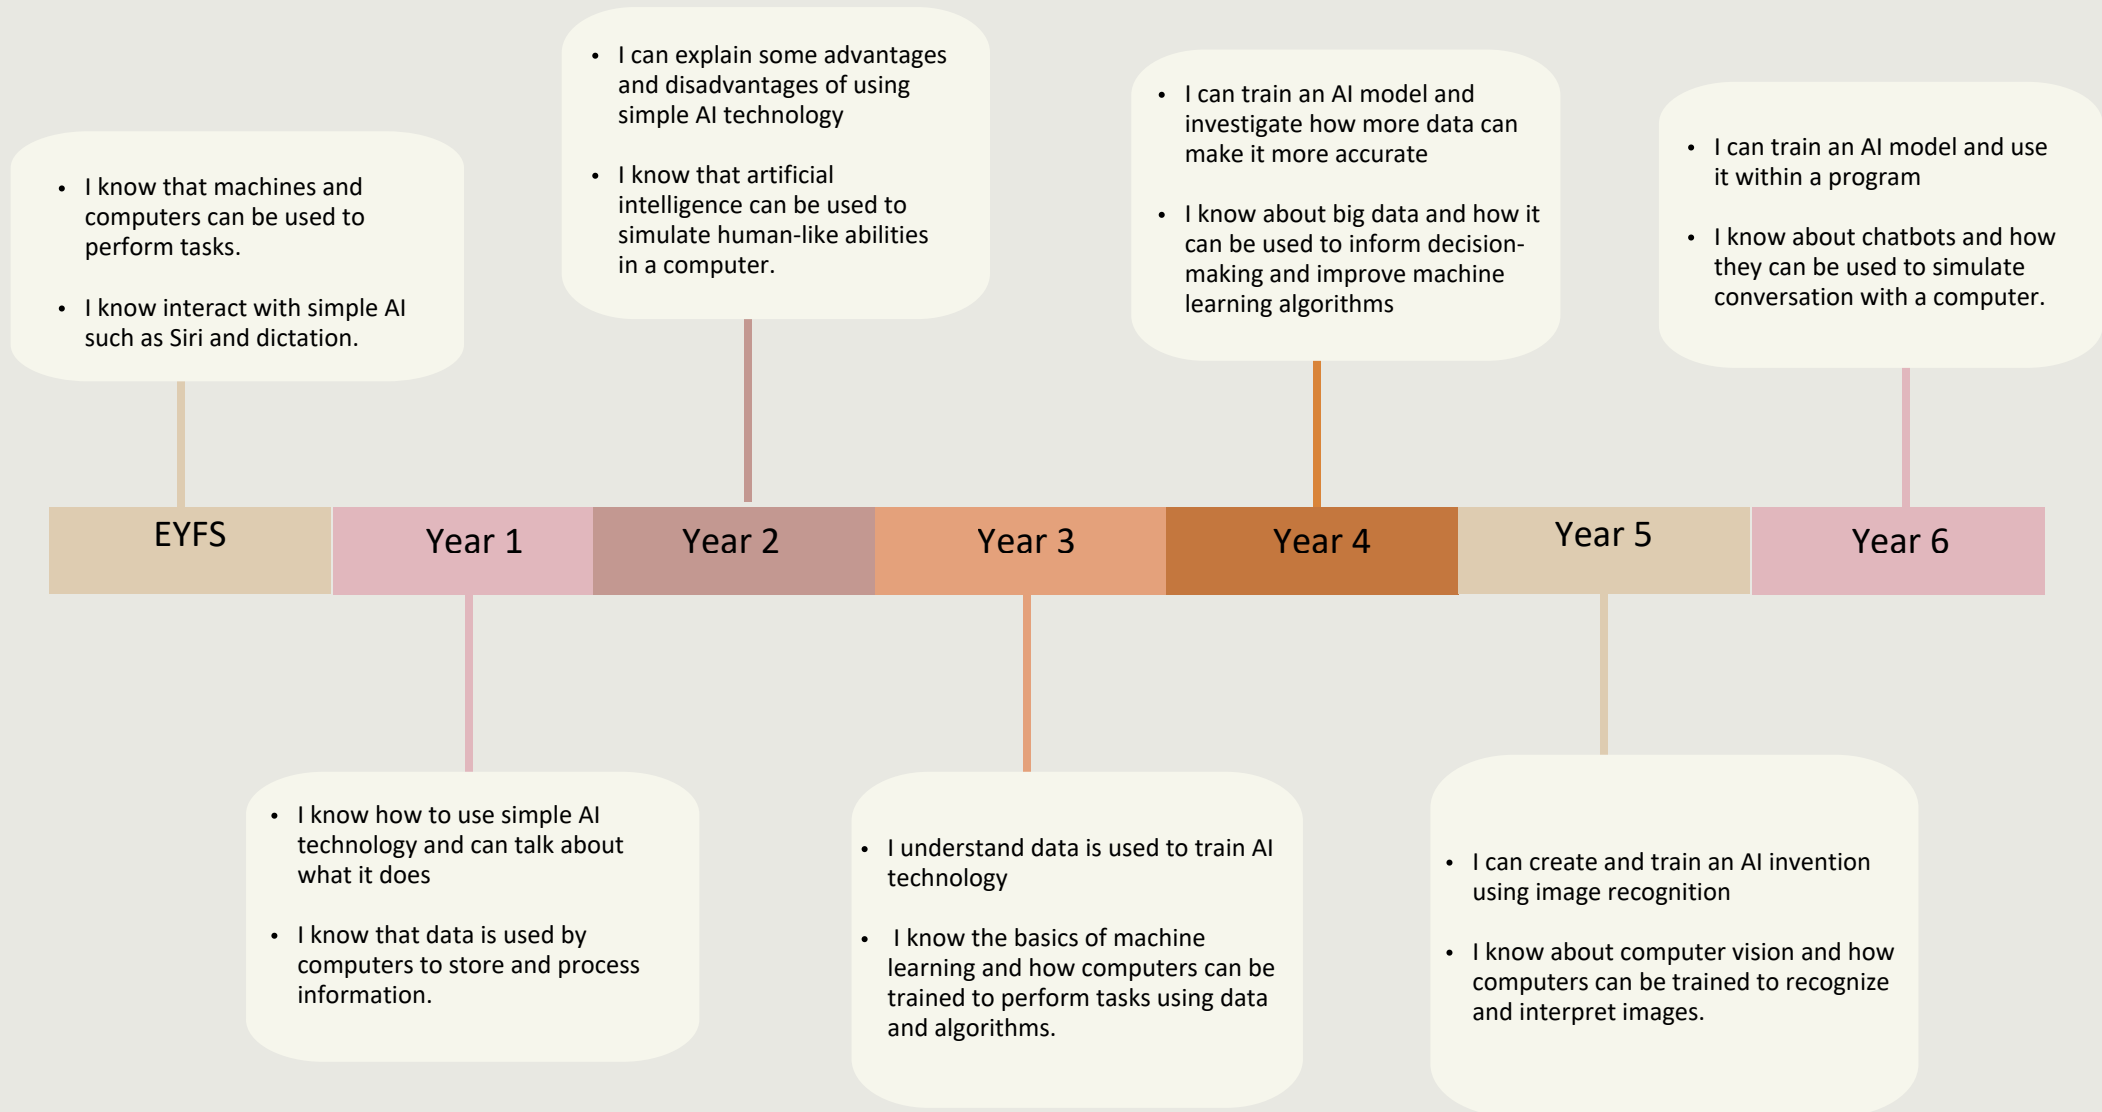 • I know that machines and
computers can be used to
perform tasks.
• I know interact with simple AI
such as Siri and dictation.
• I can explain some advantages
and disadvantages of using
simple AI technology
• I know that artificial
intelligence can be used to
simulate human-like abilities
in a computer.
• I can train an AI model and
investigate how more data can
make it more accurate
• I know about big data and how it
can be used to inform decision-
making and improve machine
learning algorithms
• I can train an AI model and use
it within a program
• I know about chatbots and how
they can be used to simulate
conversation with a computer.
EYFS
Year 1
Year 2
Year 3
Year 4
Year 5
Year 6
• I know how to use simple AI
technology and can talk about
what it does
• I know that data is used by
computers to store and process
information.
• I understand data is used to train AI
technology
• I know the basics of machine
learning and how computers can be
trained to perform tasks using data
and algorithms.
• I can create and train an AI invention
using image recognition
• I know about computer vision and how
computers can be trained to recognize
and interpret images.